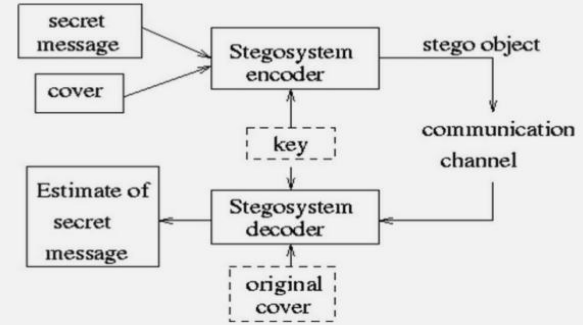 secret
message
cover
Stegosystem
encoder
stego object
communication
channel
key
Stegosystem
decoder
Estimate of
secret
message
original
cover